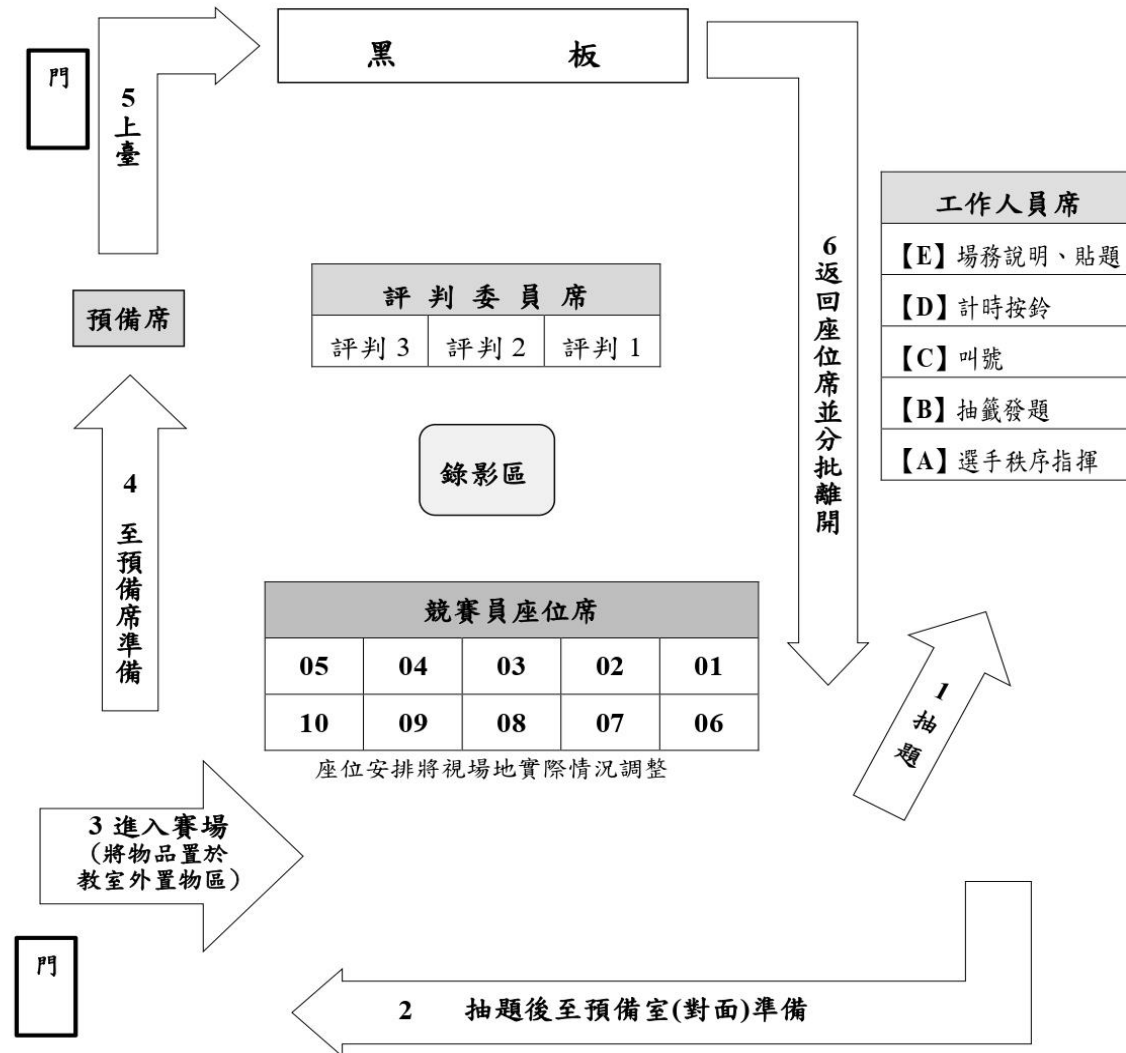 門
黑 板
5上臺
預備席
評判委員席
評判 3 評判 2 評判 1
工作人員席
【E】場務說明、貼題
【D】計時按鈴
【C】叫號
【B】抽籤發題
【A】選手秩序指揮
6返回座位席並分批離開
錄影區
4至預備席準備
競賽員座位席
05 04 03 02 01
10 09 08 07 06
座位安排將視場地實際情況調整
1抽題
3 進入賽場
(將物品置於
教室外置物區)
門
2 抽題後至預備室(對面)準備